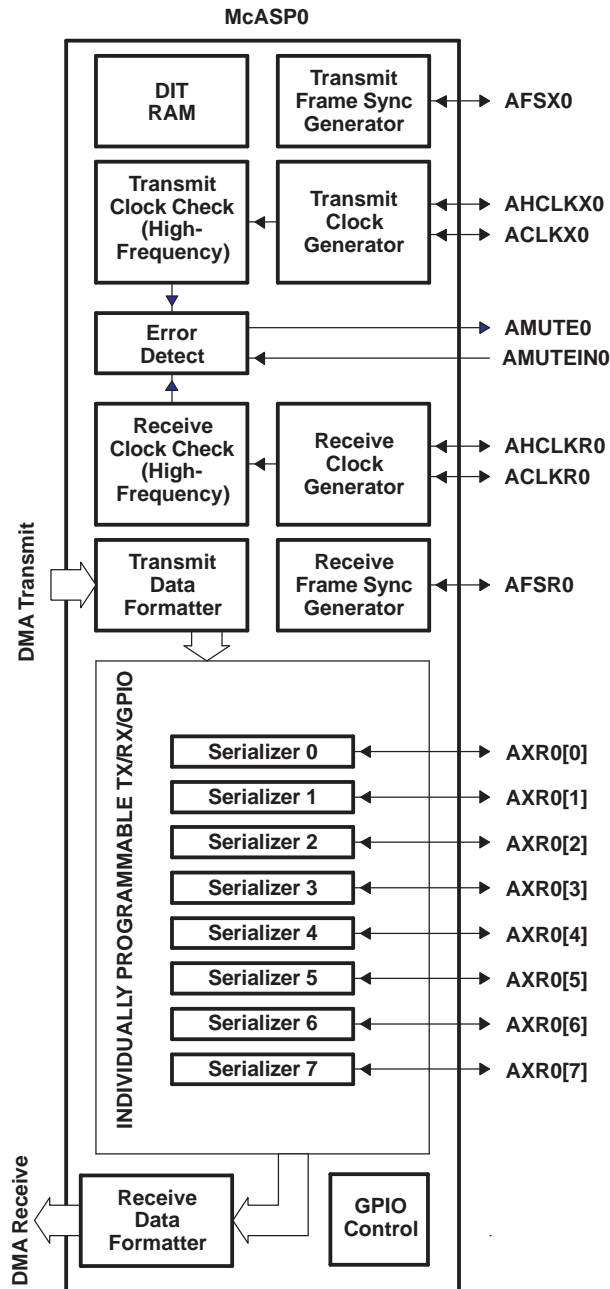 McASP0
DIT
RAM
Transmit
Frame Sync
Generator
AFSX0
Transmit
Clock Check
(High-
Frequency)
Transmit
Clock
Generator
AHCLKX0
ACLKX0
Error
Detect
AMUTE0
AMUTEIN0
Receive
Clock Check
(High-
Frequency)
Receive
Clock
Generator
AHCLKR0
ACLKR0
DMA Transmit
Transmit
Data
Formatter
Receive
Frame Sync
Generator
AFSR0
INDIVIDUALLY PROGRAMMABLE TX/RX/GPIO
Serializer 0
AXR0[0]
Serializer 1
AXR0[1]
Serializer 2
AXR0[2]
Serializer 3
AXR0[3]
Serializer 4
AXR0[4]
Serializer 5
AXR0[5]
Serializer 6
AXR0[6]
Serializer 7
AXR0[7]
DMA Receive
Receive
Data
Formatter
GPIO
Control